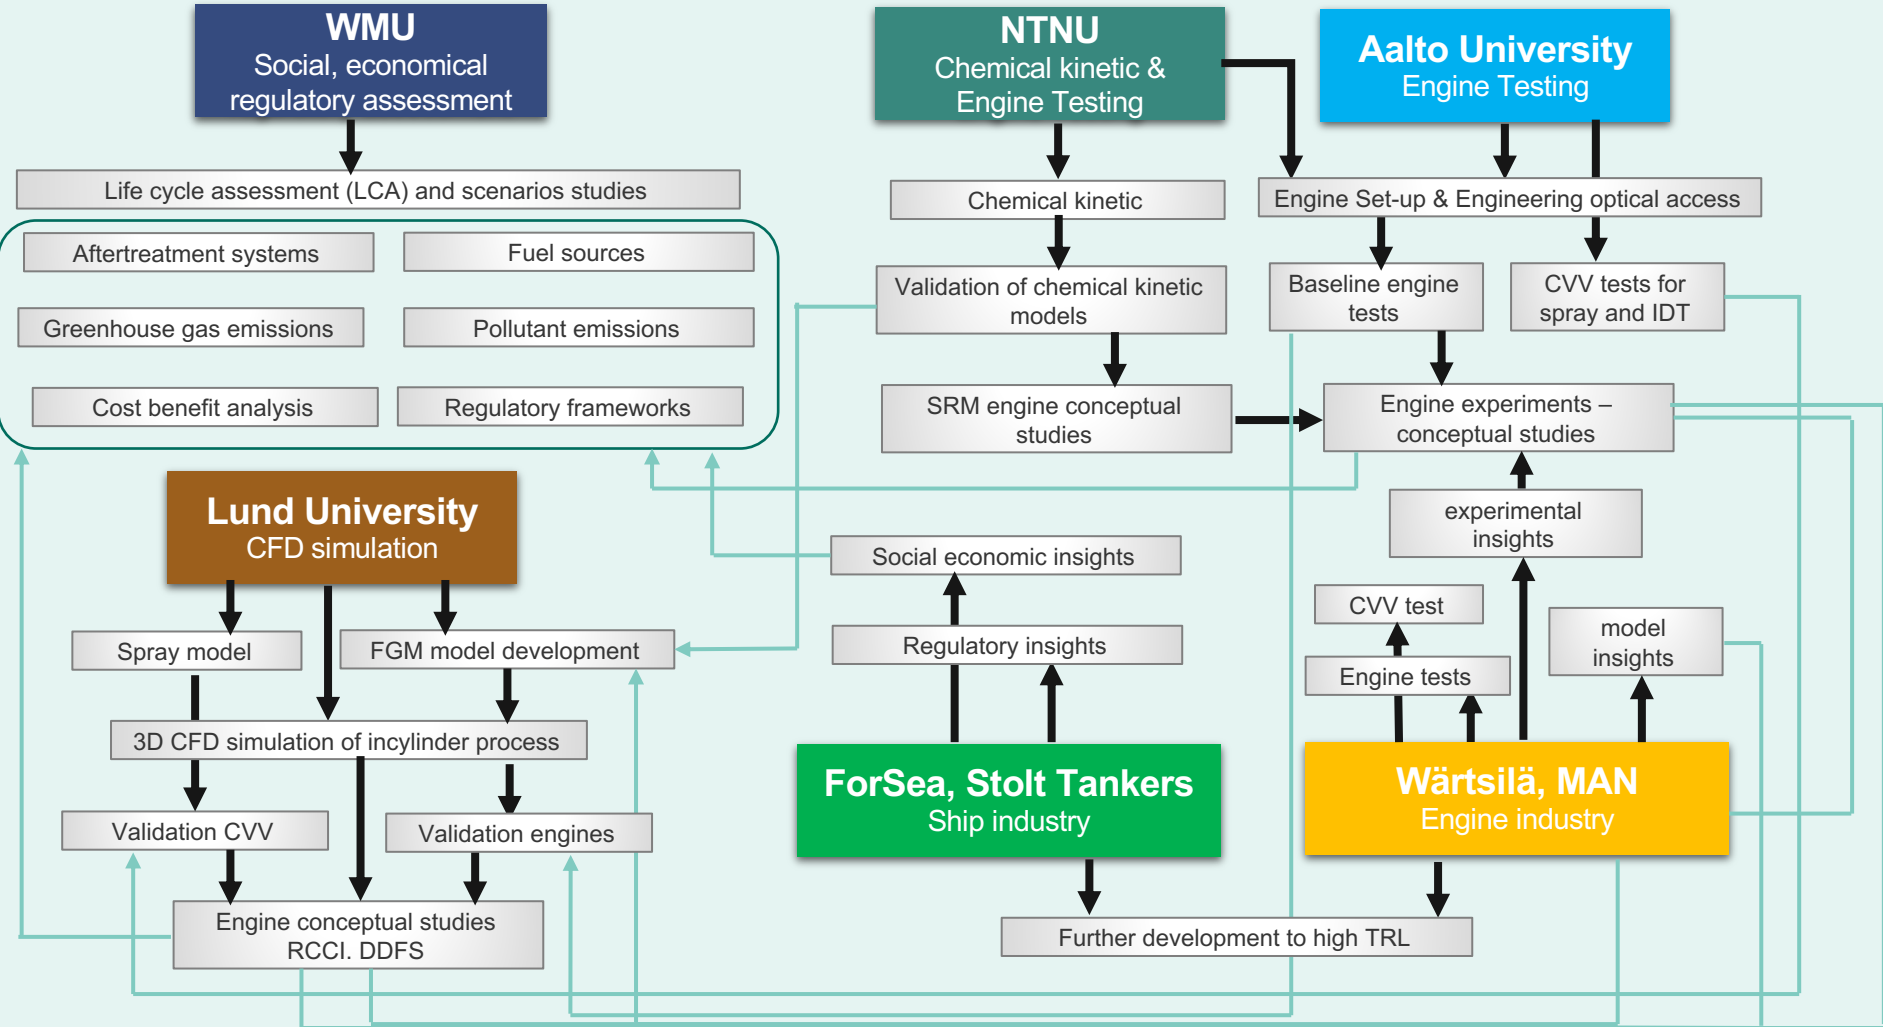 WMU
Social, economical
regulatory assessment
NTNU
Chemical kinetic &
Engine Testing
Aalto University
Engine Testing
Life cycle assessment (LCA) and scenarios studies
Chemical kinetic
Engine Set-up & Engineering optical access
Aftertreatment systems
Fuel sources
Validation of chemical kinetic
models
Baseline engine
tests
CVV tests for
spray and IDT
Greenhouse gas emissions
Pollutant emissions
Cost benefit analysis
Regulatory frameworks
SRM engine conceptual
studies
Engine experiments –
conceptual studies
Lund University
CFD simulation
experimental
insights
Social economic insights
CVV test
model
insights
Spray model
FGM model development
Regulatory insights
Engine tests
3D CFD simulation of incylinder process
ForSea, Stolt Tankers
Ship industry
Wärtsilä, MAN
Engine industry
Validation CVV
Validation engines
Engine conceptual studies
RCCI. DDFS
Further development to high TRL